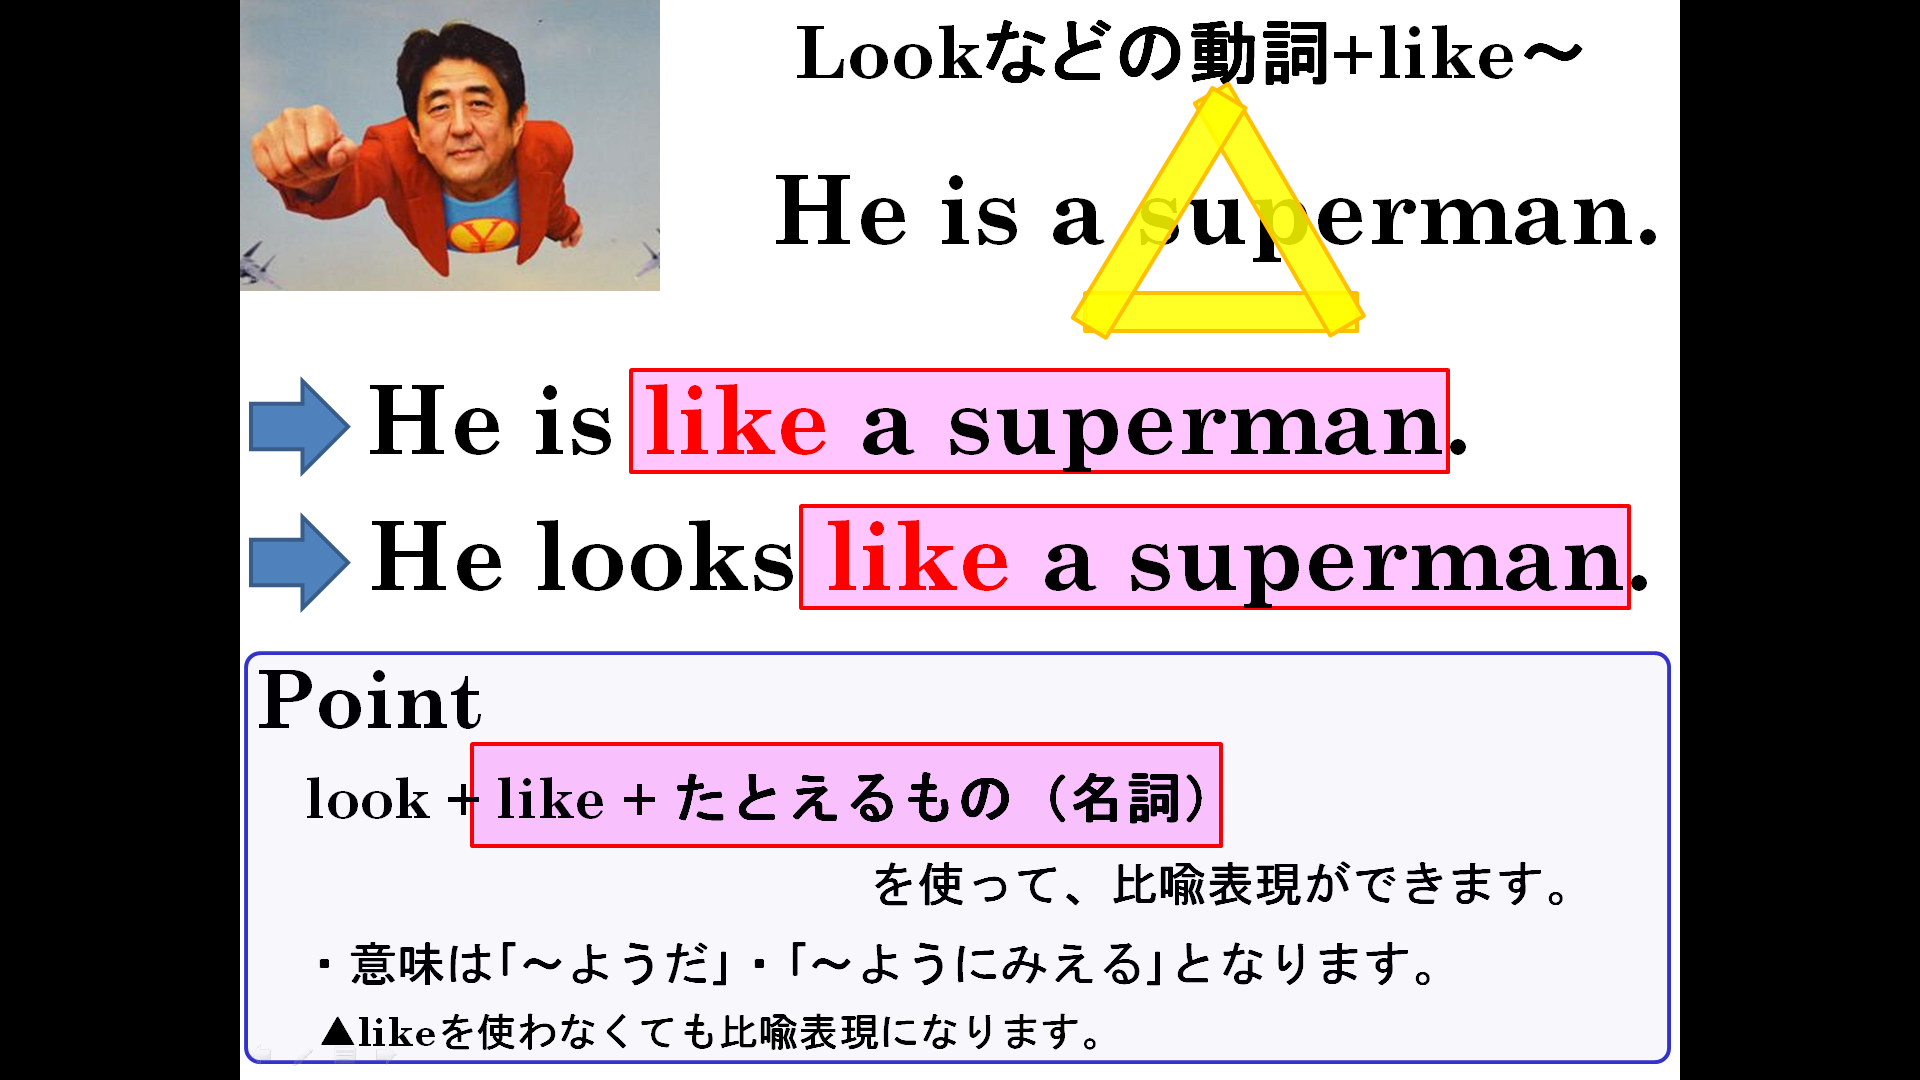 Lookなどの動詞+like～
He is a superman.
¥
He is like a superman.
He looks like a superman.
Point
look + like + たとえるもの（名詞）
を使って、比喩表現ができます。
・意味は「～ようだ」・「～ようにみえる」となります。
▲likeを使わなくても比喩表現になります。